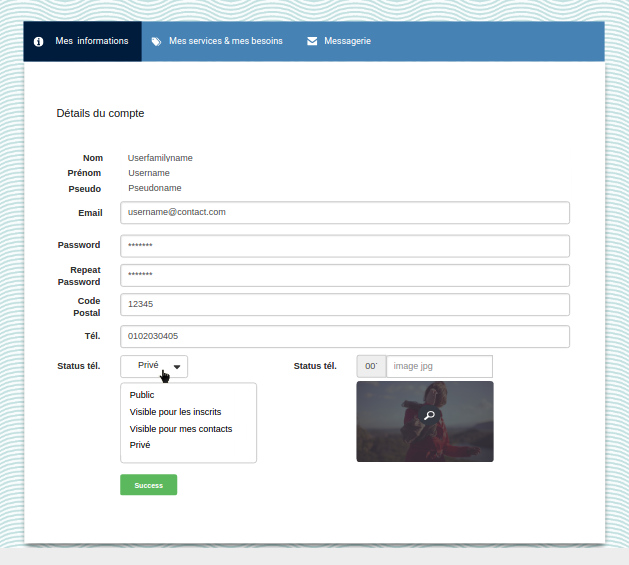 Mes informations
Mes services & mes besoins
Messagerie
Détails du compte
Nom Userfamilyname
Prénom Username
Pseudo Pseudoname
Email username@contact.com
Password *******
Repeat
Password *******
Code
Postal 12345
Tél. 0102030405
Status tél. Privé
Status tél. 00' image jpg
Public
Visible pour les inscrits
Visible pour mes contacts
Privé
Success